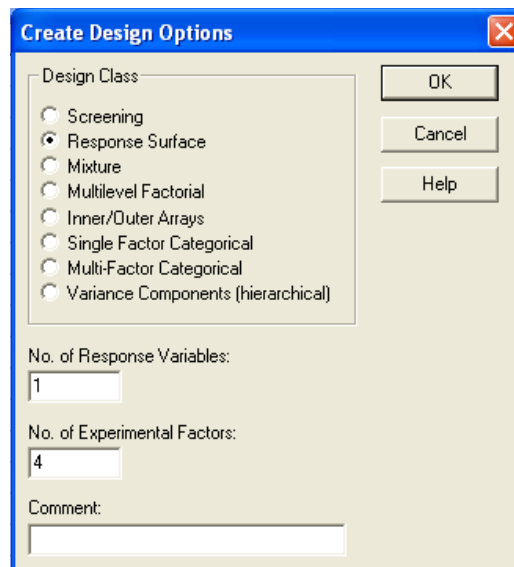 Create Design Options
Design Class
Screening
Response Surface
Mixture
Multilevel Factorial
Inner/Outer Arrays
Single Factor Categorical
Multi-Factor Categorical
Variance Components (hierarchical)
OK
Cancel
Help
No. of Response Variables:
1
No. of Experimental Factors:
4
Comment: